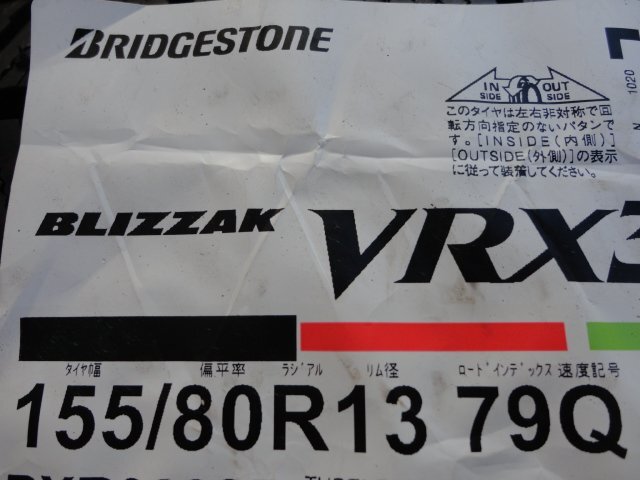 BRIDGESTONE
IN SIDE OUT SIDE
このタイヤは左右非対称で回
転方向指定のないパタンで
す。[INSIDE(内側)]
[OUTSIDE(外側)]の表示
に従って装着してください。
1020
BLIZZAK VRX3
タイヤ幅 偏平率 ラジアル リム径 ロードインデックス 速度記号
155/80R13 79Q